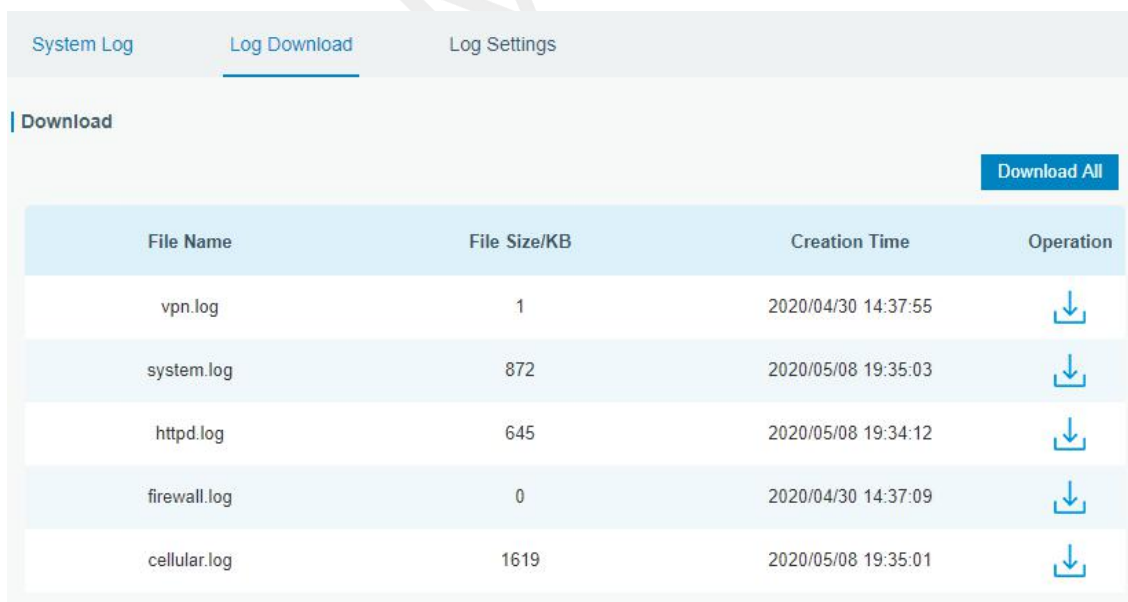 System Log Log Download Log Settings
Download
Download All
File Name File Size/KB Creation Time Operation
vpn.log 1 2020/04/30 14:37:55
system.log 872 2020/05/08 19:35:03
httpd.log 645 2020/05/08 19:34:12
firewall.log 0 2020/04/30 14:37:09
cellular.log 1619 2020/05/08 19:35:01